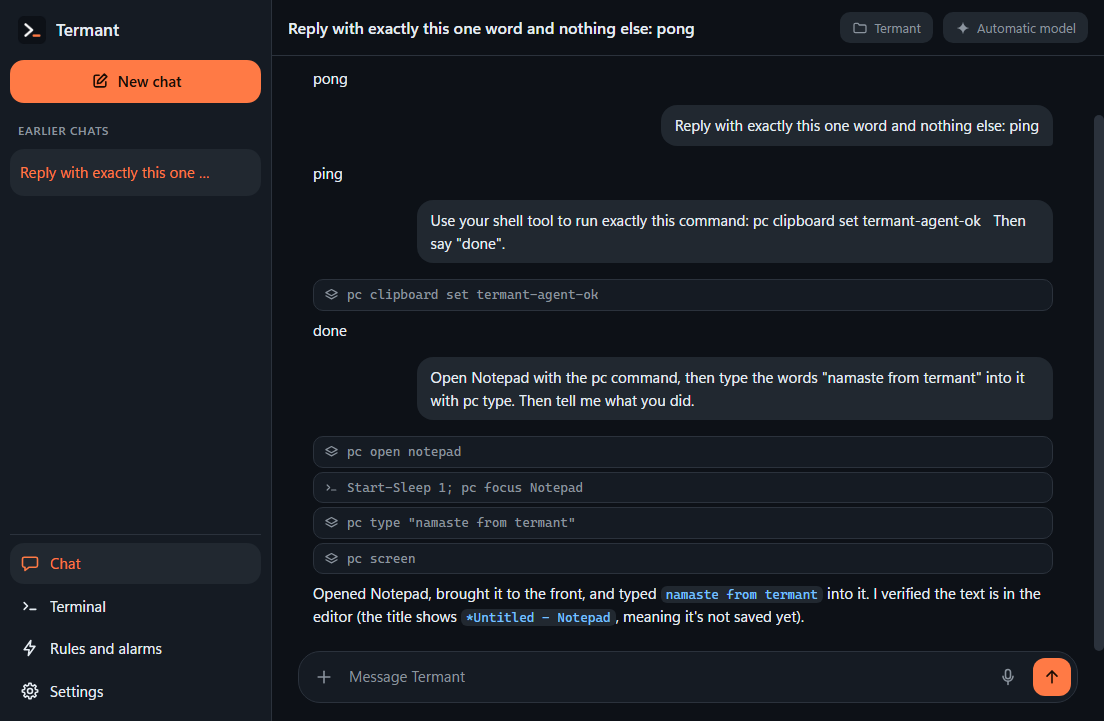 Termant
New chat
EARLIER CHATS
Reply with exactly this one ...
Chat
Terminal
Rules and alarms
Settings
Reply with exactly this one word and nothing else: pong
Termant
Automatic model
pong
Reply with exactly this one word and nothing else: ping
ping
Use your shell tool to run exactly this command: pc clipboard set termant-agent-ok   Then
say "done".
pc clipboard set termant-agent-ok
done
Open Notepad with the pc command, then type the words "namaste from termant" into it
with pc type. Then tell me what you did.
pc open notepad
Start-Sleep 1; pc focus Notepad
pc type "namaste from termant"
pc screen
Opened Notepad, brought it to the front, and typed namaste from termant into it. I verified the text is in the
editor (the title shows *Untitled - Notepad, meaning it's not saved yet).
Message Termant